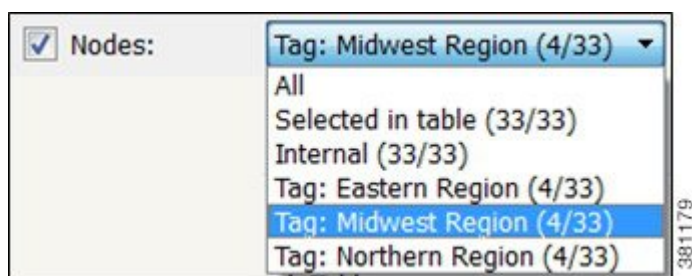 Nodes: Tag: Midwest Region (4/33)
All
Selected in table (33/33)
Internal (33/33)
Tag: Eastern Region (4/33)
Tag: Midwest Region (4/33)
Tag: Northern Region (4/33)
381179